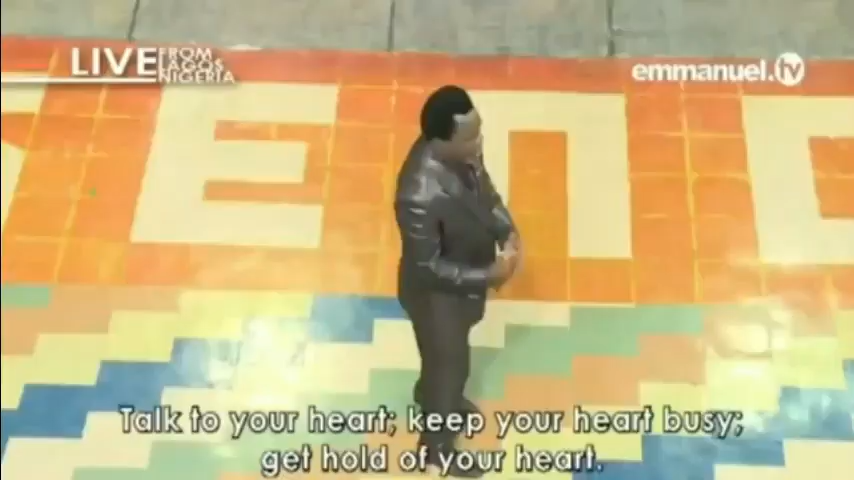 LIVE FROM
LAGOS
NIGERIA
emmanuel.tv
E
Talk to your heart; keep your heart busy;
get hold of your heart.